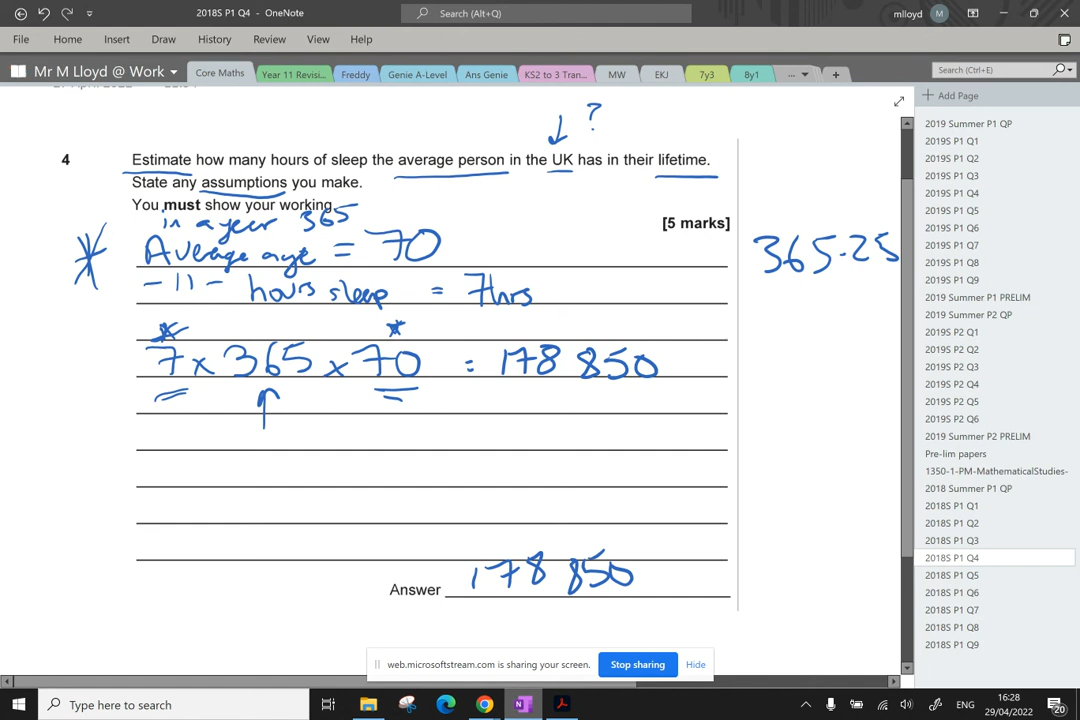 2018S P1 Q4 - OneNote
Search (Alt+Q)
mlloyd
M
File Home Insert Draw History Review View Help
Mr M Lloyd @ Work
Core Maths
Year 11 Revisi...
Freddy
Genie A-Level
Ans Genie
KS2 to 3 Tran...
MW
EKJ
7y3
8y1
...
+
Search (Ctrl+E)
?
4 Estimate how many hours of sleep the average person in the UK has in their lifetime.
State any assumptions you make.
You must show your working.
[5 marks]
in a year 365
Average age = 70
365.25
- 11 - hours sleep = 7hrs
7 x 365 x 70 = 178 850
Answer 178 850
Add Page
2019 Summer P1 QP
2019S P1 Q1
2019S P1 Q2
2019S P1 Q3
2019S P1 Q4
2019S P1 Q5
2019S P1 Q6
2019S P1 Q7
2019S P1 Q8
2019S P1 Q9
2019 Summer P1 PRELIM
2019 Summer P2 QP
2019S P2 Q1
2019S P2 Q2
2019S P2 Q3
2019S P2 Q4
2019S P2 Q5
2019S P2 Q6
2019 Summer P2 PRELIM
Pre-lim papers
1350-1-PM-MathematicalStudies-
2018 Summer P1 QP
2018S P1 Q1
2018S P1 Q2
2018S P1 Q3
2018S P1 Q4
2018S P1 Q5
2018S P1 Q6
2018S P1 Q7
2018S P1 Q8
2018S P1 Q9
web.microsoftstream.com is sharing your screen.
Stop sharing
Hide
Type here to search
ENG
16:28
29/04/2022
20